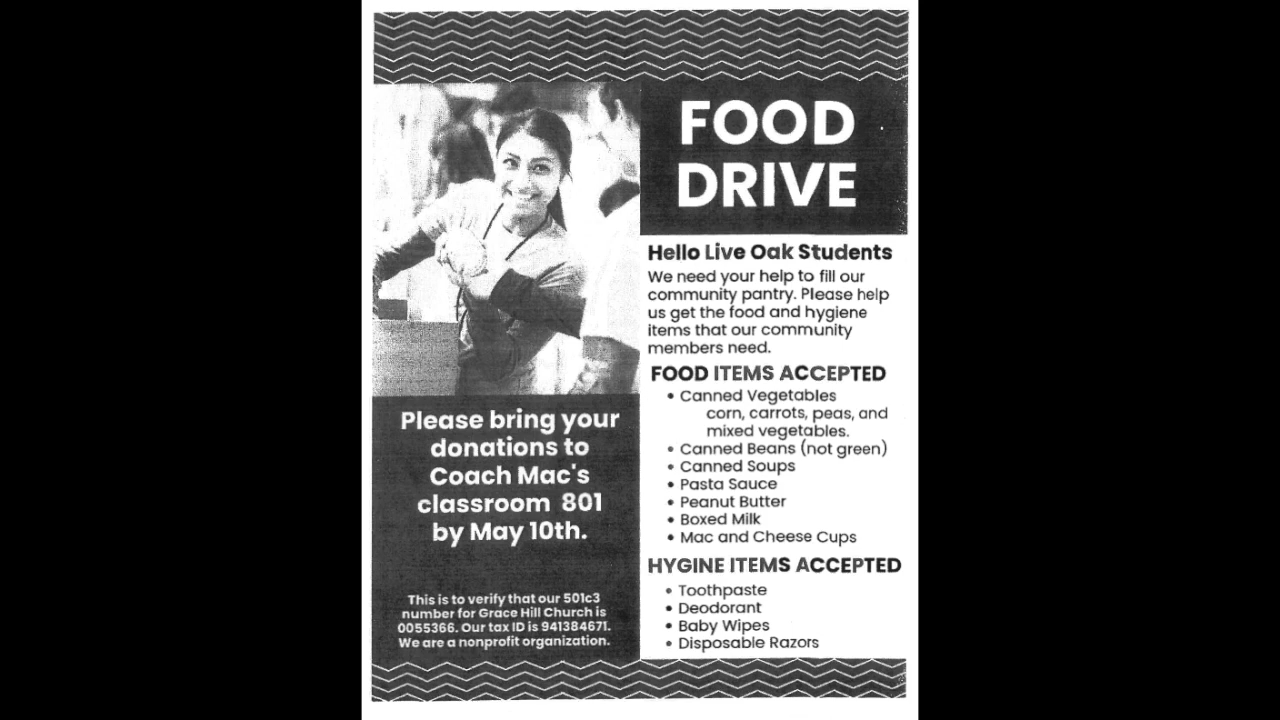 FOOD
DRIVE
Hello Live Oak Students
We need your help to fill our
community pantry. Please help
us get the food and hygiene
items that our community
members need.
FOOD ITEMS ACCEPTED
• Canned Vegetables
corn, carrots, peas, and
mixed vegetables.
• Canned Beans (not green)
• Canned Soups
• Pasta Sauce
• Peanut Butter
• Boxed Milk
• Mac and Cheese Cups
HYGINE ITEMS ACCEPTED
• Toothpaste
• Deodorant
• Baby Wipes
• Disposable Razors
Please bring your
donations to
Coach Mac's
classroom 801
by May 10th.
This is to verify that our 501c3
number for Grace Hill Church is
0055366. Our tax ID is 941384671.
We are a nonprofit organization.